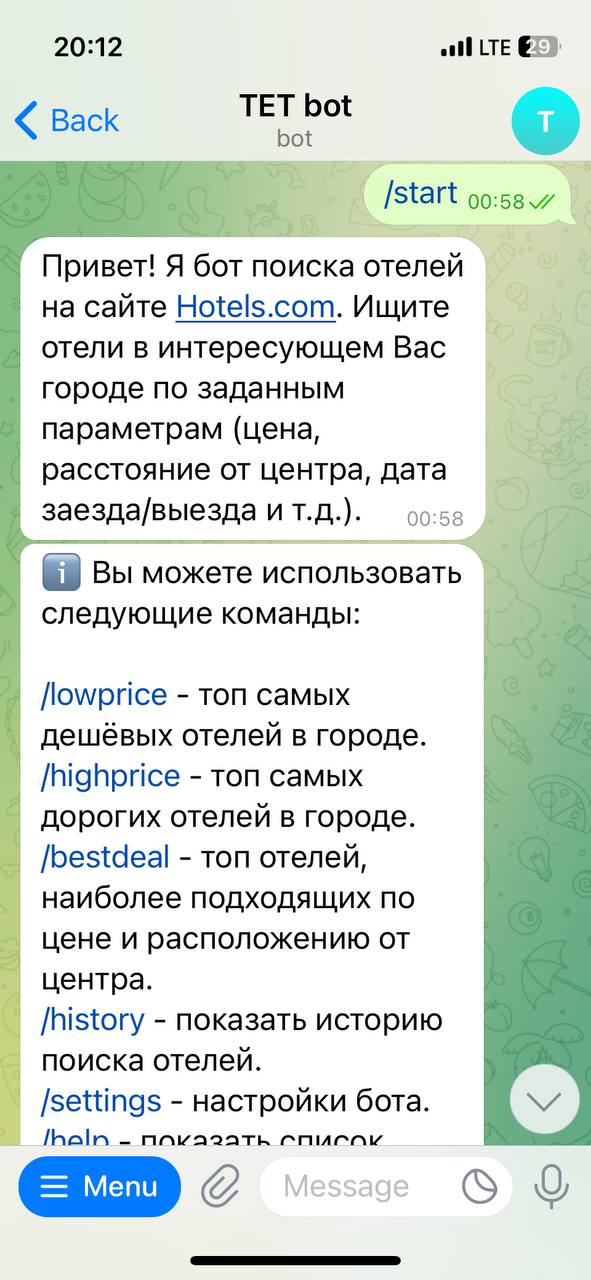 20:12
LTE 29
Back
TET bot
bot
T
/start 00:58
Привет! Я бот поиска отелей
на сайте Hotels.com. Ищите
отели в интересующем Вас
городе по заданным
параметрам (цена,
расстояние от центра, дата
заезда/выезда и т.д.). 00:58
Вы можете использовать
следующие команды:
/lowprice - топ самых
дешёвых отелей в городе.
/highprice - топ самых
дорогих отелей в городе.
/bestdeal - топ отелей,
наиболее подходящих по
цене и расположению от
центра.
/history - показать историю
поиска отелей.
/settings - настройки бота.
/help - показать список
Menu
Message